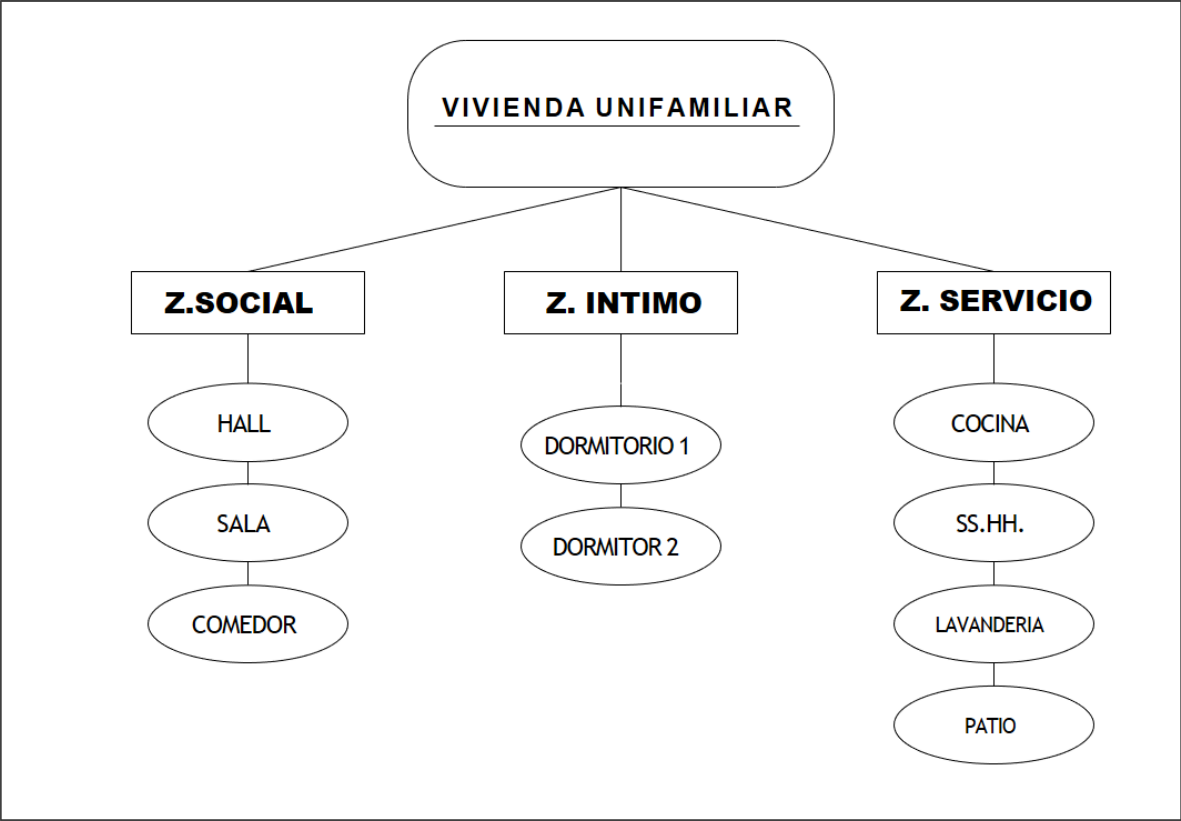 VIVIENDA UNIFAMILIAR
Z.SOCIAL
HALL
SALA
COMEDOR
Z. INTIMO
DORMITORIO 1
DORMITOR 2
Z. SERVICIO
COCINA
SS.HH.
LAVANDERIA
PATIO